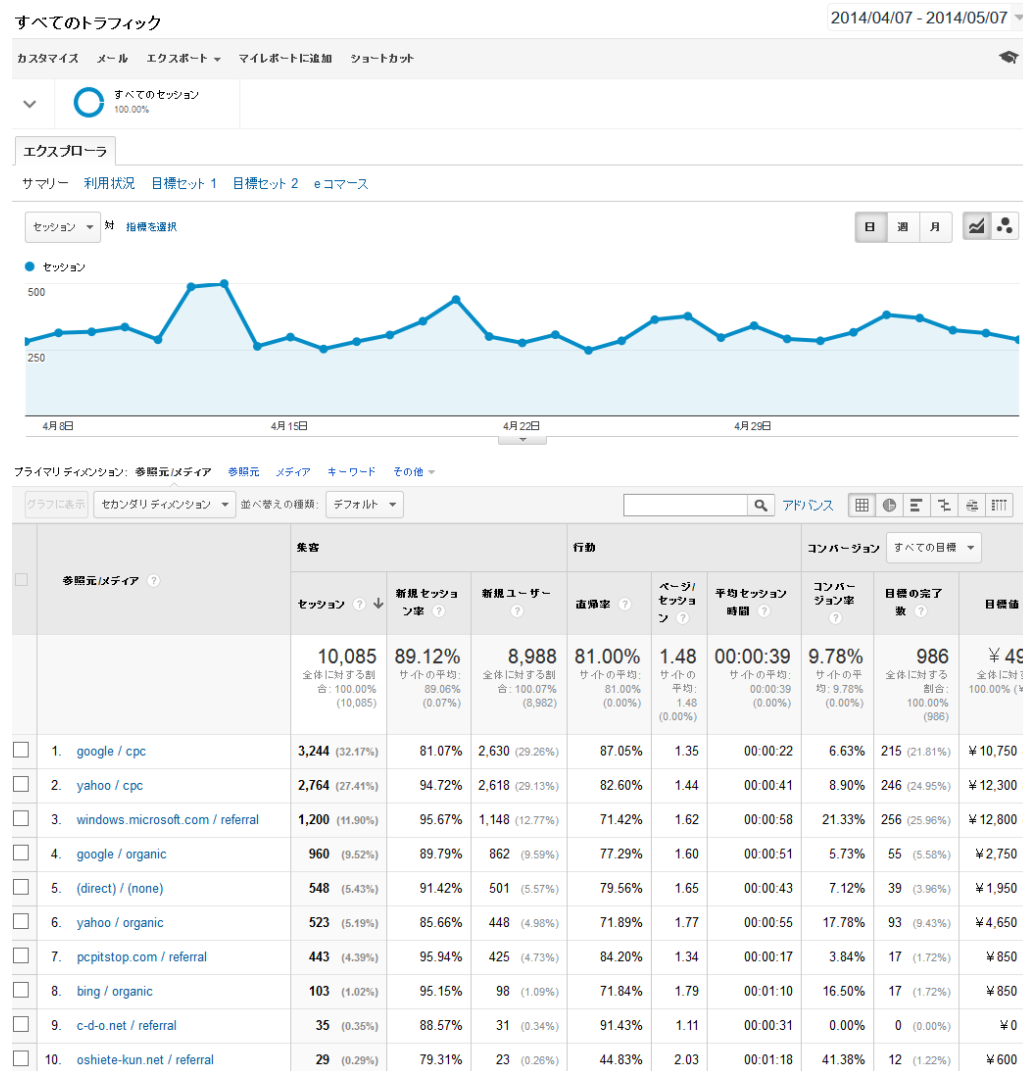 すべてのトラフィック
2014/04/07 - 2014/05/07
カスタマイズ メール エクスポート マイレポートに追加 ショートカット
すべてのセッション
100.00%
エクスプローラ
サマリー 利用状況 目標セット 1 目標セット 2 eコマース
セッション 対 指標を選択 日 週 月
セッション
500
250
4月8日 4月15日 4月22日 4月29日
プライマリ ディメンション: 参照元/メディア 参照元 メディア キーワード その他
グラフに表示 セカンダリ ディメンション 並べ替えの種類: デフォルト アドバンス
集客 行動 コンバージョン すべての目標
参照元/メディア ?
セッション ? 新規セッション率 ? 新規ユーザー ? 直帰率 ? ページ/セッション ? 平均セッション時間 ? コンバージョン率 ? 目標の完了数 ? 目標値
10,085 89.12% 8,988 81.00% 1.48 00:00:39 9.78% 986 ¥49
全体に対する割合: 100.00% (10,085)
サイトの平均: 89.06% (0.07%)
全体に対する割合: 100.07% (8,982)
サイトの平均: 81.00% (0.00%)
サイトの平均: 1.48 (0.00%)
サイトの平均: 00:00:39 (0.00%)
サイトの平均: 9.78% (0.00%)
全体に対する割合: 100.00% (986)
全体に対す 100.00% (¥
1. google / cpc 3,244 (32.17%) 81.07% 2,630 (29.26%) 87.05% 1.35 00:00:22 6.63% 215 (21.81%) ¥10,750
2. yahoo / cpc 2,764 (27.41%) 94.72% 2,618 (29.13%) 82.60% 1.44 00:00:41 8.90% 246 (24.95%) ¥12,300
3. windows.microsoft.com / referral 1,200 (11.90%) 95.67% 1,148 (12.77%) 71.42% 1.62 00:00:58 21.33% 256 (25.96%) ¥12,800
4. google / organic 960 (9.52%) 89.79% 862 (9.59%) 77.29% 1.60 00:00:51 5.73% 55 (5.58%) ¥2,750
5. (direct) / (none) 548 (5.43%) 91.42% 501 (5.57%) 79.56% 1.65 00:00:43 7.12% 39 (3.96%) ¥1,950
6. yahoo / organic 523 (5.19%) 85.66% 448 (4.98%) 71.89% 1.77 00:00:55 17.78% 93 (9.43%) ¥4,650
7. pcpitstop.com / referral 443 (4.39%) 95.94% 425 (4.73%) 84.20% 1.34 00:00:17 3.84% 17 (1.72%) ¥850
8. bing / organic 103 (1.02%) 95.15% 98 (1.09%) 71.84% 1.79 00:01:10 16.50% 17 (1.72%) ¥850
9. c-d-o.net / referral 35 (0.35%) 88.57% 31 (0.34%) 91.43% 1.11 00:00:31 0.00% 0 (0.00%) ¥0
10. oshiete-kun.net / referral 29 (0.29%) 79.31% 23 (0.26%) 44.83% 2.03 00:01:18 41.38% 12 (1.22%) ¥600